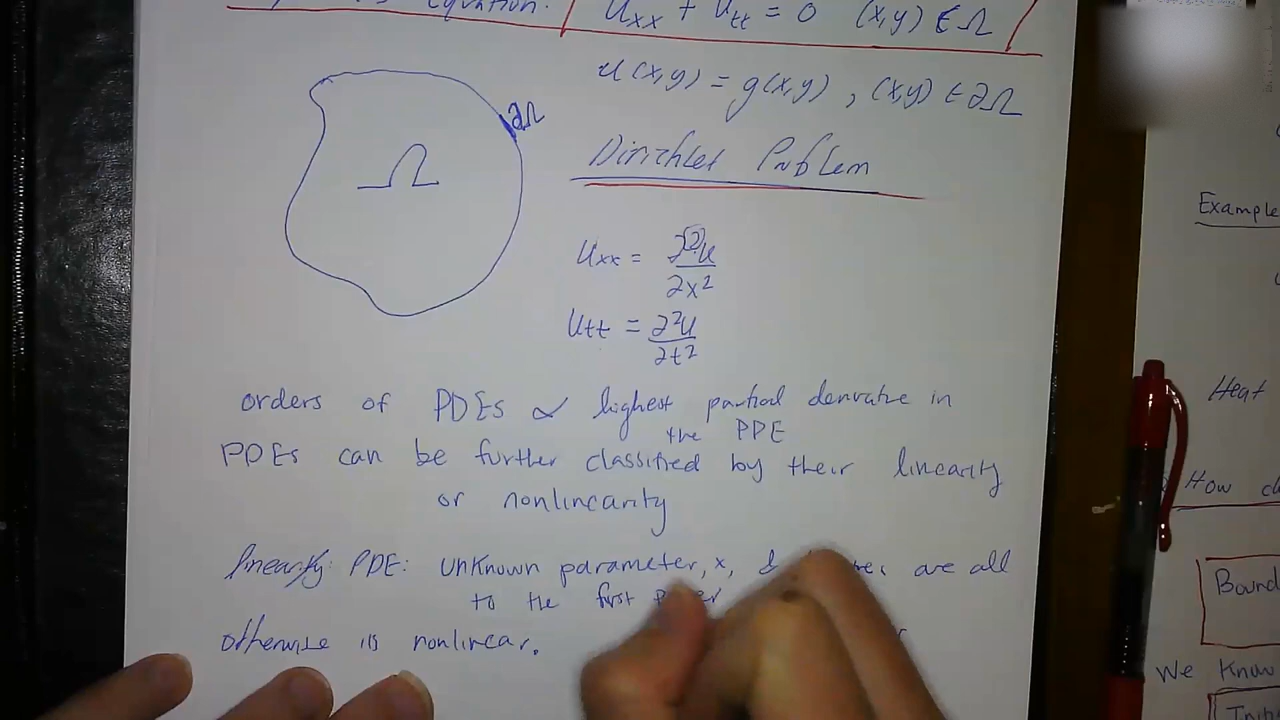 Equation:
Uxx + Utt = 0 (x,y) ∈ Ω
u(x,y) = g(x,y), (x,y) ∈ ∂Ω
∂Ω
Ω
Dirichlet Problem
Uxx = ∂²u/∂x²
Utt = ∂²u/∂t²
orders of PDEs ∝ highest partial derivative in
the PDE
PDEs can be further classified by their linearity
or nonlinearity
linearity PDE: unknown parameter, x, & are all
to the first
otherwise is nonlinear.
Example
Heat
How
Bound
We Know